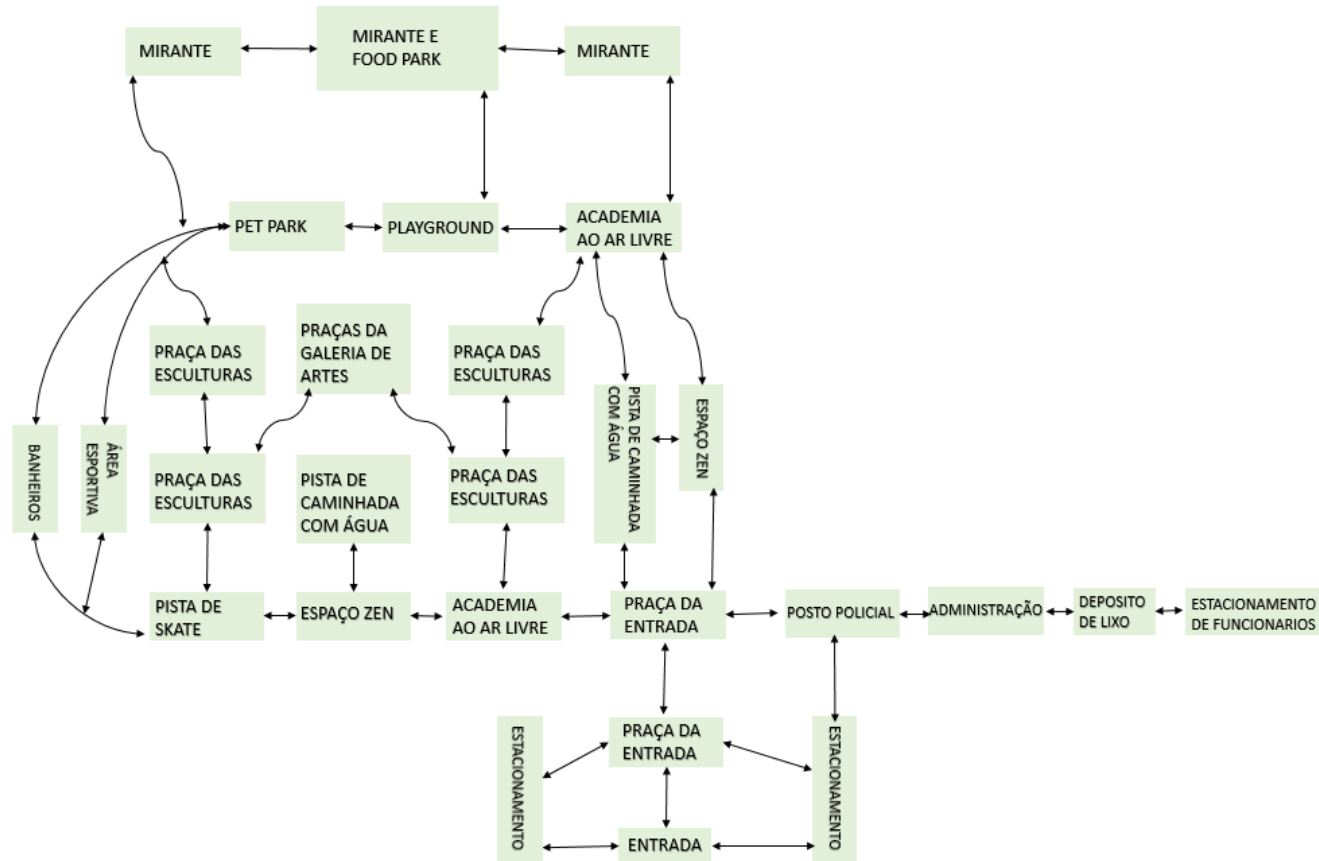 MIRANTE
MIRANTE E
FOOD PARK
MIRANTE
PET PARK
PLAYGROUND
ACADEMIA
AO AR LIVRE
PRAÇA DAS
ESCULTURAS
PRAÇAS DA
GALERIA DE
ARTES
PRAÇA DAS
ESCULTURAS
PISTA DE CAMINHADA
COM ÁGUA
ESPAÇO ZEN
BANHEIROS
ÁREA
ESPORTIVA
PRAÇA DAS
ESCULTURAS
PISTA DE
CAMINHADA
COM ÁGUA
PRAÇA DAS
ESCULTURAS
PISTA DE
SKATE
ESPAÇO ZEN
ACADEMIA
AO AR LIVRE
PRAÇA DA
ENTRADA
POSTO POLICIAL
ADMINISTRAÇÃO
DEPOSITO
DE LIXO
ESTACIONAMENTO
DE FUNCIONARIOS
ESTACIONAMENTO
PRAÇA DA
ENTRADA
ESTACIONAMENTO
ENTRADA